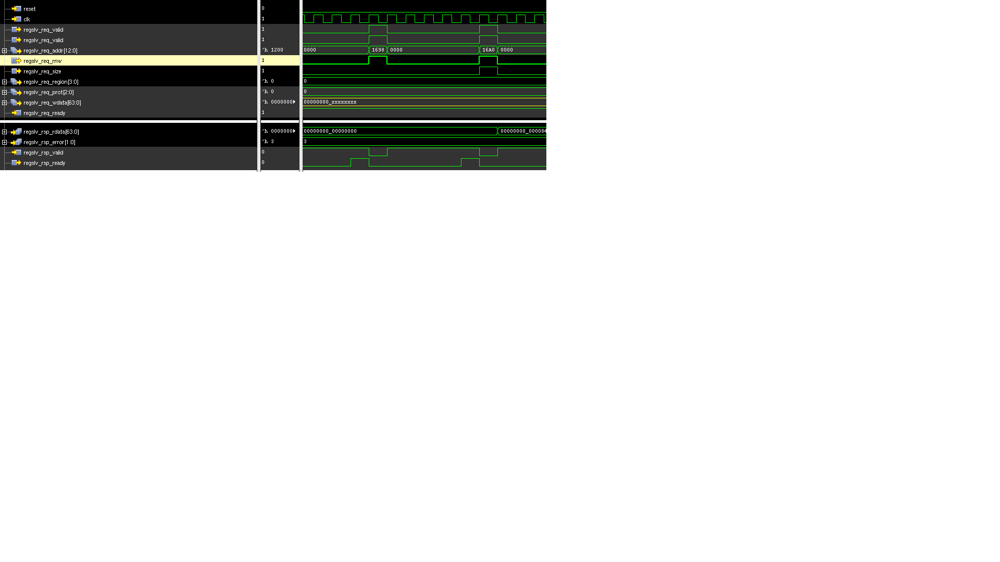 reset 0
clk 1
regslv_req_valid 1
regslv_req_valid 1
regslv_req_addr[12:0] 'h 1200 0000 1698 0000 16A0 0000
regslv_req_rnw 1
regslv_req_size 1
regslv_req_region[3:0] 'h 0 0
regslv_req_prot[2:0] 'h 0 0
regslv_req_wdata[63:0] 'h 0000000 00000000_xxxxxxxx
regslv_req_ready 1
regslv_rsp_rdata[63:0] 'h 0000000 00000000_00000000 00000000_000084
regslv_rsp_error[1:0] 'h 3 3
regslv_rsp_valid 0
regslv_rsp_ready 0